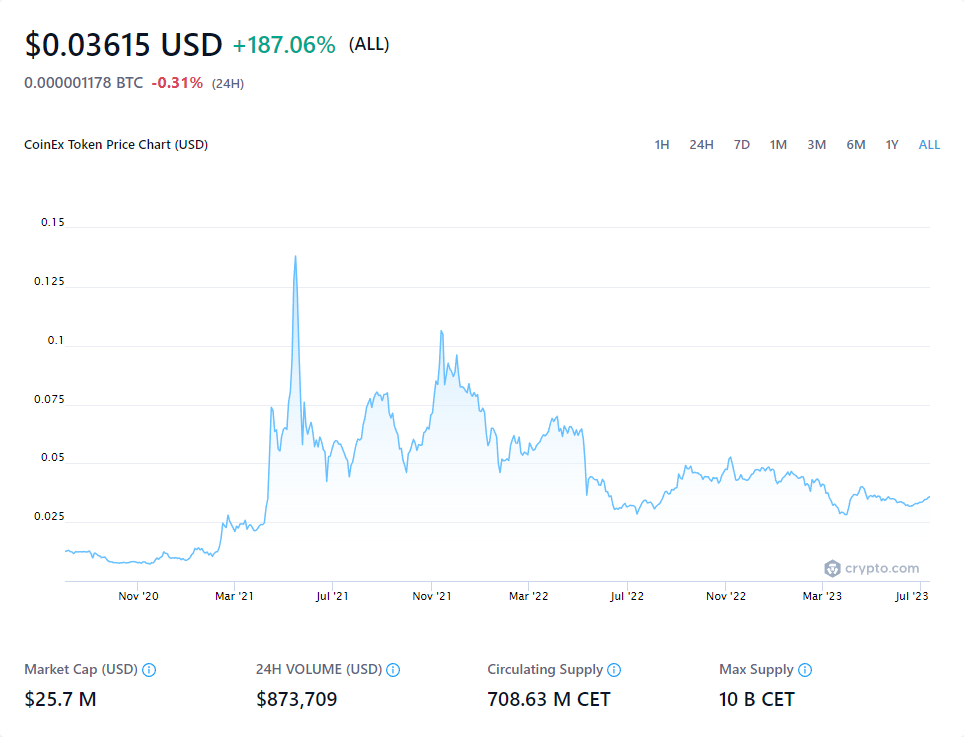 $0.03615 USD +187.06% (ALL)
0.000001178 BTC -0.31% (24H)
CoinEx Token Price Chart (USD) 1H 24H 7D 1M 3M 6M 1Y ALL
0.15
0.125
0.1
0.075
0.05
0.025
crypto.com
Nov '20 Mar '21 Jul '21 Nov '21 Mar '22 Jul '22 Nov '22 Mar '23 Jul '23
Market Cap (USD) 24H VOLUME (USD) Circulating Supply Max Supply
$25.7 M $873,709 708.63 M CET 10 B CET